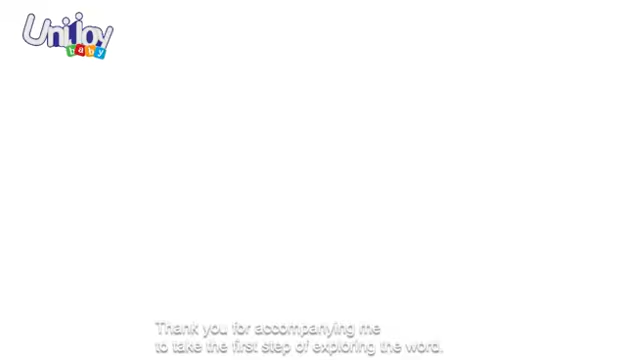 Unijoy
baby
Thank you for accompanying me
to take the first step of exploring the word.